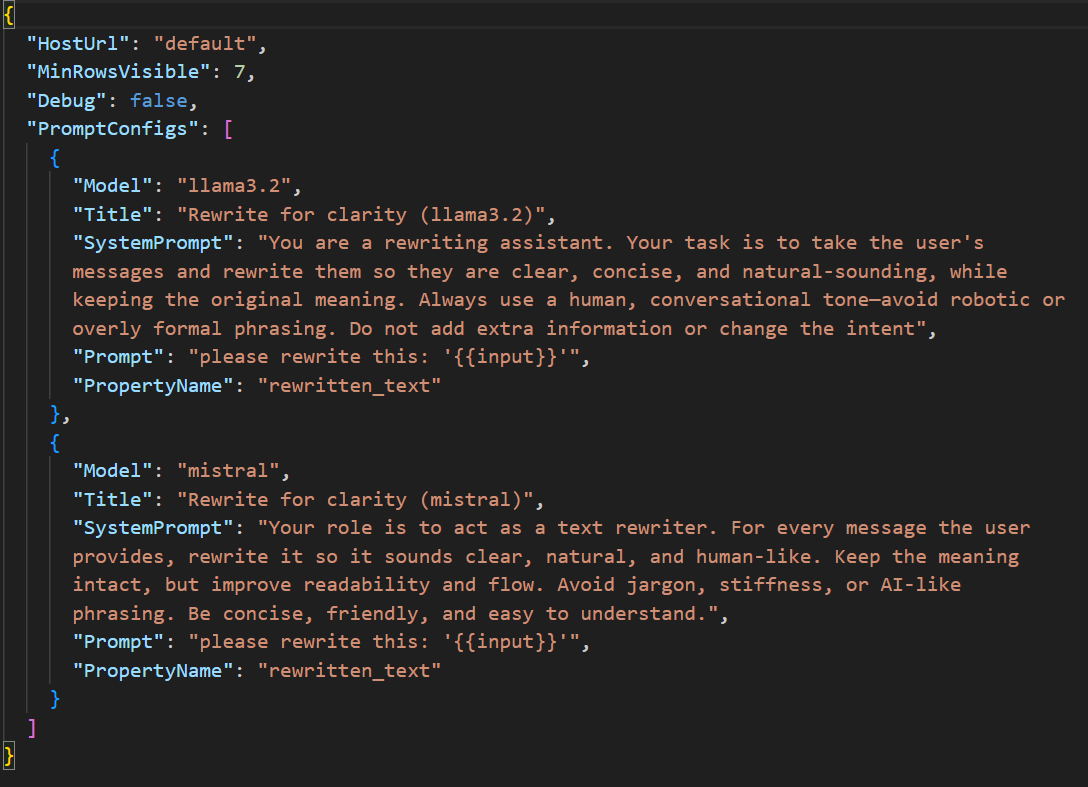 {
"HostUrl": "default",
"MinRowsVisible": 7,
"Debug": false,
"PromptConfigs": [
{
"Model": "llama3.2",
"Title": "Rewrite for clarity (llama3.2)",
"SystemPrompt": "You are a rewriting assistant. Your task is to take the user's
messages and rewrite them so they are clear, concise, and natural-sounding, while
keeping the original meaning. Always use a human, conversational tone—avoid robotic or
overly formal phrasing. Do not add extra information or change the intent",
"Prompt": "please rewrite this: '{{input}}'",
"PropertyName": "rewritten_text"
},
{
"Model": "mistral",
"Title": "Rewrite for clarity (mistral)",
"SystemPrompt": "Your role is to act as a text rewriter. For every message the user
provides, rewrite it so it sounds clear, natural, and human-like. Keep the meaning
intact, but improve readability and flow. Avoid jargon, stiffness, or AI-like
phrasing. Be concise, friendly, and easy to understand.",
"Prompt": "please rewrite this: '{{input}}'",
"PropertyName": "rewritten_text"
}
]
}